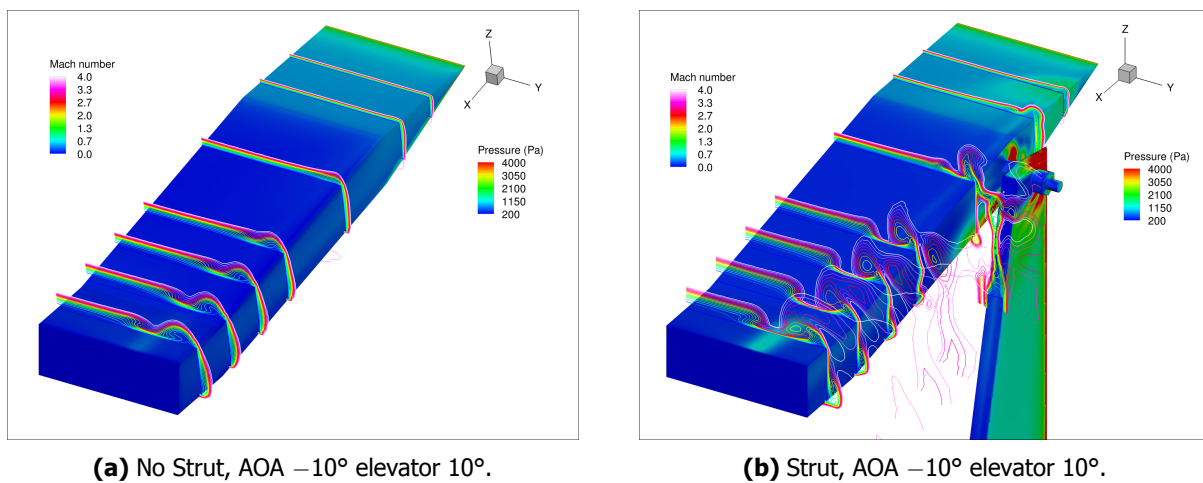 Mach number
4.0
3.3
2.7
2.0
1.3
0.7
0.0
Z
Y
X
Pressure (Pa)
4000
3050
2100
1150
200
(a) No Strut, AOA −10° elevator 10°.
Mach number
4.0
3.3
2.7
2.0
1.3
0.7
0.0
Z
Y
X
Pressure (Pa)
4000
3050
2100
1150
200
(b) Strut, AOA −10° elevator 10°.